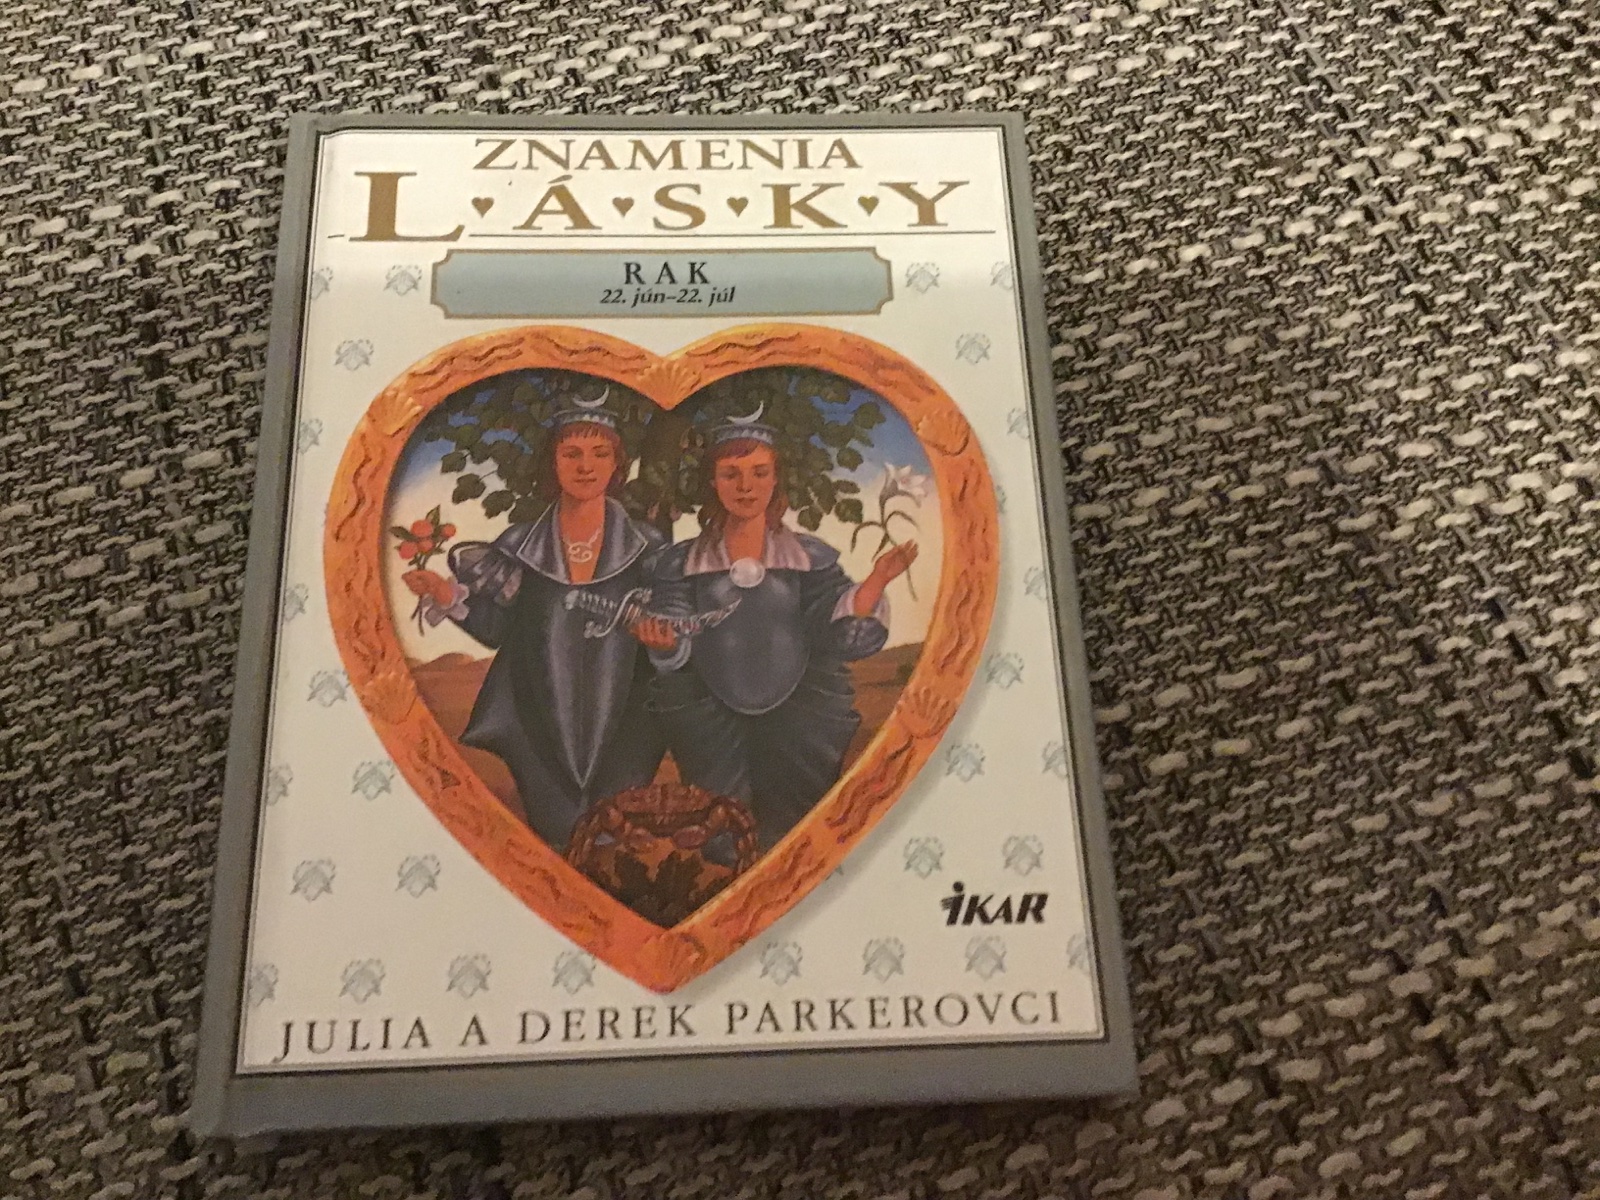 ZNAMENIA
L♥Á♥S♥K♥Y
RAK
22. jún–22. júl
iKAR
JULIA A DEREK PARKEROVCI